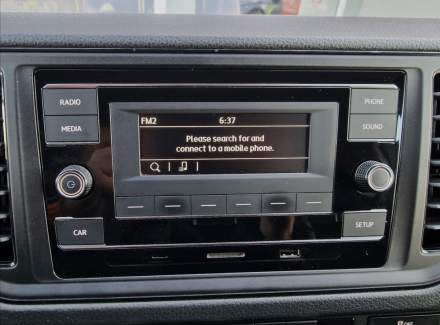 RADIO
PHONE
FM2 6:37
MEDIA
SOUND
Please search for and
connect to a mobile phone.
CAR
SETUP